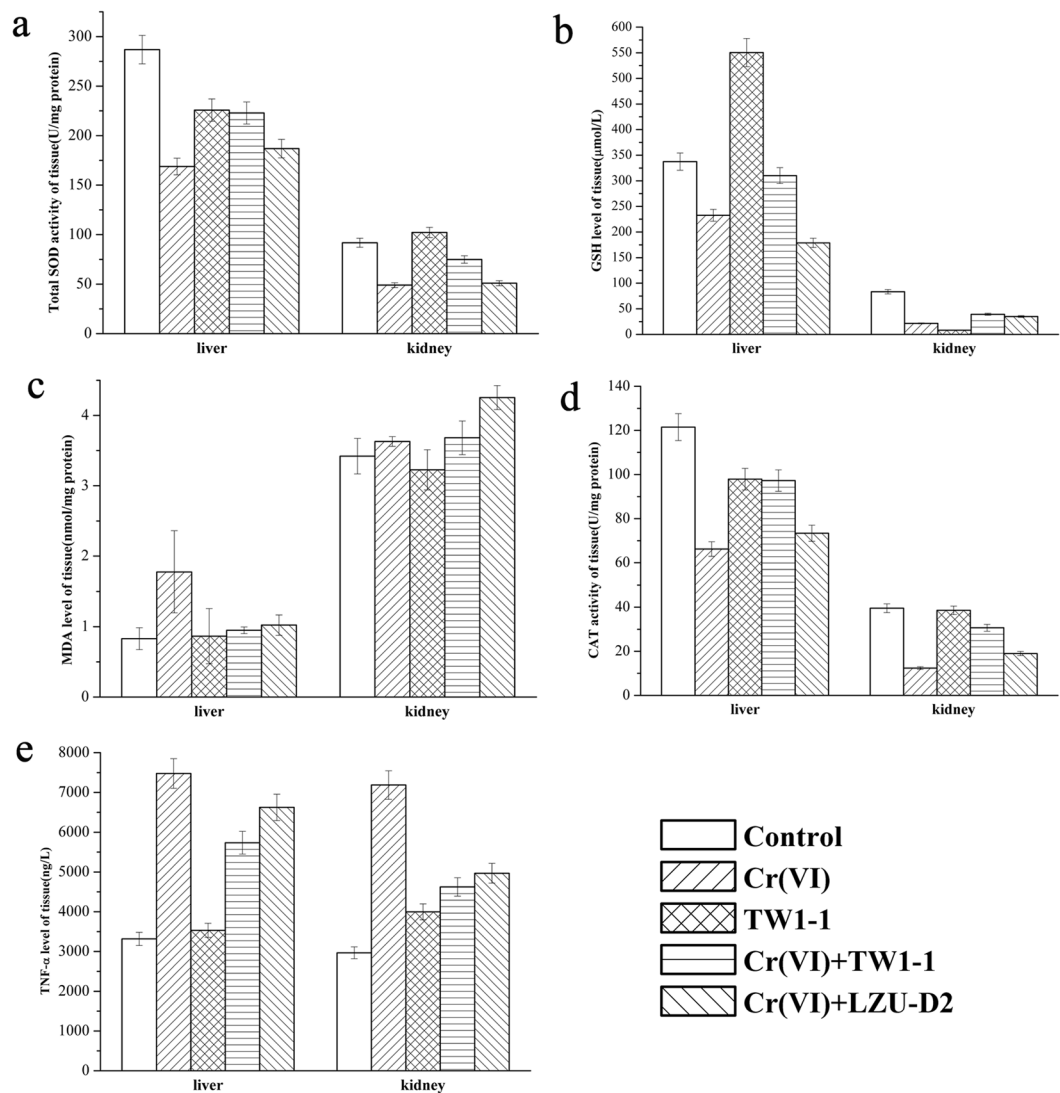 a
Total SOD activity of tissue(U/mg protein)
300
250
200
150
100
50
0
liver kidney
b
GSH level of tissue(μmol/L)
600
550
500
450
400
350
300
250
200
150
100
50
0
liver kidney
c
MDA level of tissue(nmol/mg protein)
4
3
2
1
0
liver kidney
d
CAT activity of tissue(U/mg protein)
140
120
100
80
60
40
20
0
liver kidney
e
TNF-α level of tissue(ng/L)
8000
7000
6000
5000
4000
3000
2000
1000
0
liver kidney
Control
Cr(VI)
TW1-1
Cr(VI)+TW1-1
Cr(VI)+LZU-D2